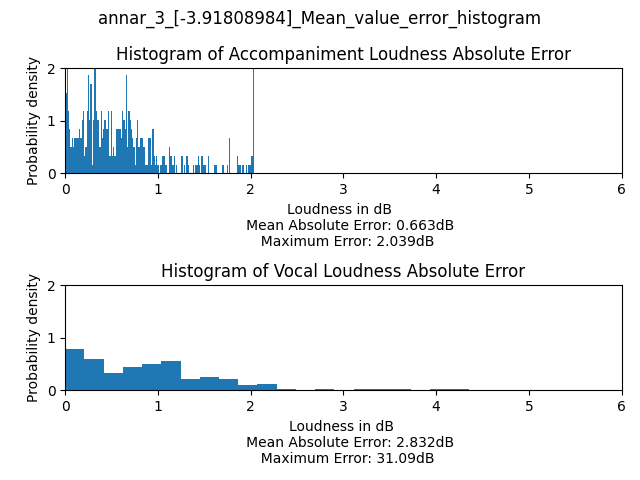 annar_3_[-3.91808984]_Mean_value_error_histogram
Histogram of Accompaniment Loudness Absolute Error
Probability density
2
1
0
0 1 2 3 4 5 6
Loudness in dB
Mean Absolute Error: 0.663dB
Maximum Error: 2.039dB
Histogram of Vocal Loudness Absolute Error
Probability density
2
1
0
0 1 2 3 4 5 6
Loudness in dB
Mean Absolute Error: 2.832dB
Maximum Error: 31.09dB